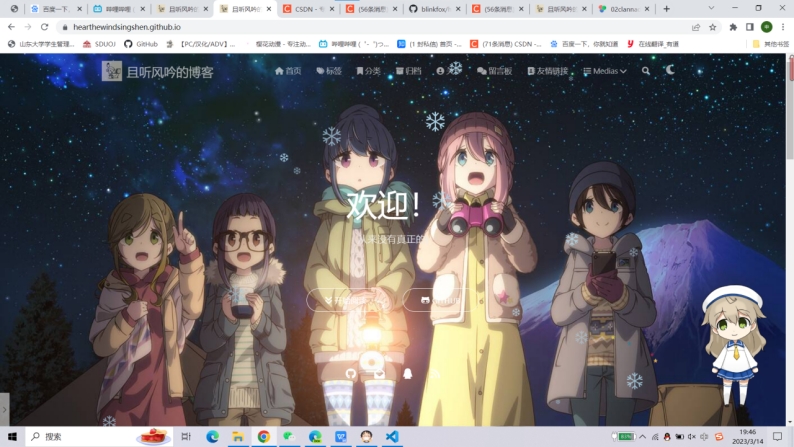 百度一下,
哔哩哔哩
且听风吟的
且听风吟的
CSDN -
(56条消息
blinkfox/
(56条消息
且听风吟的
02clanna
hearthewindsingshen.github.io
山东大学学生管理...
SDUOJ
GitHub
【PC/汉化/ADV】...
樱花动漫 - 专注动...
哔哩哔哩 (゜-゜)つ...
(1 封私信) 首页 -...
(71条消息) CSDN -...
百度一下,你就知道
在线翻译_有道
其他书签
且听风吟的博客
首页
标签
分类
归档
留言板
友情链接
Medias
欢迎!
搜索
19:46
2023/3/14